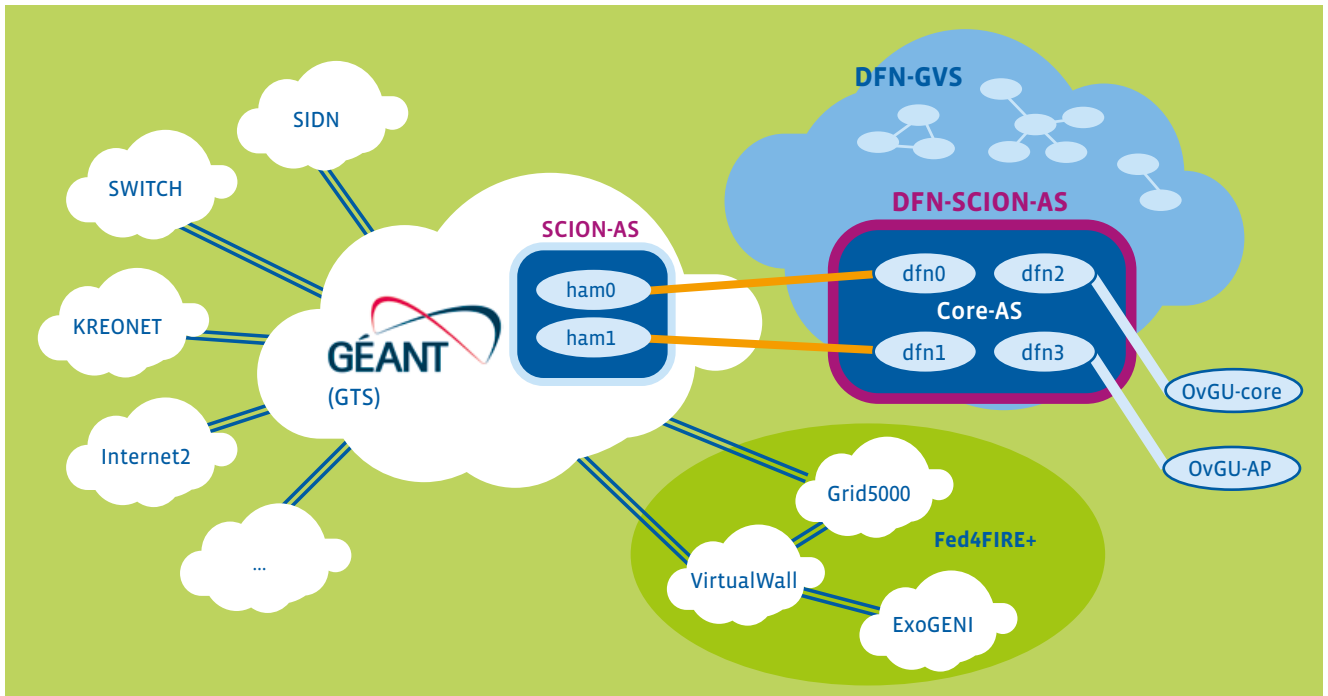 DFN-GVS
SIDN
SWITCH
DFN-SCION-AS
SCION-AS
ham0
dfn0
dfn2
Core-AS
KREONET
ham1
dfn1
dfn3
GÉANT
(GTS)
OvGU-core
Internet2
OvGU-AP
Grid5000
Fed4FIRE+
...
VirtualWall
ExoGENI